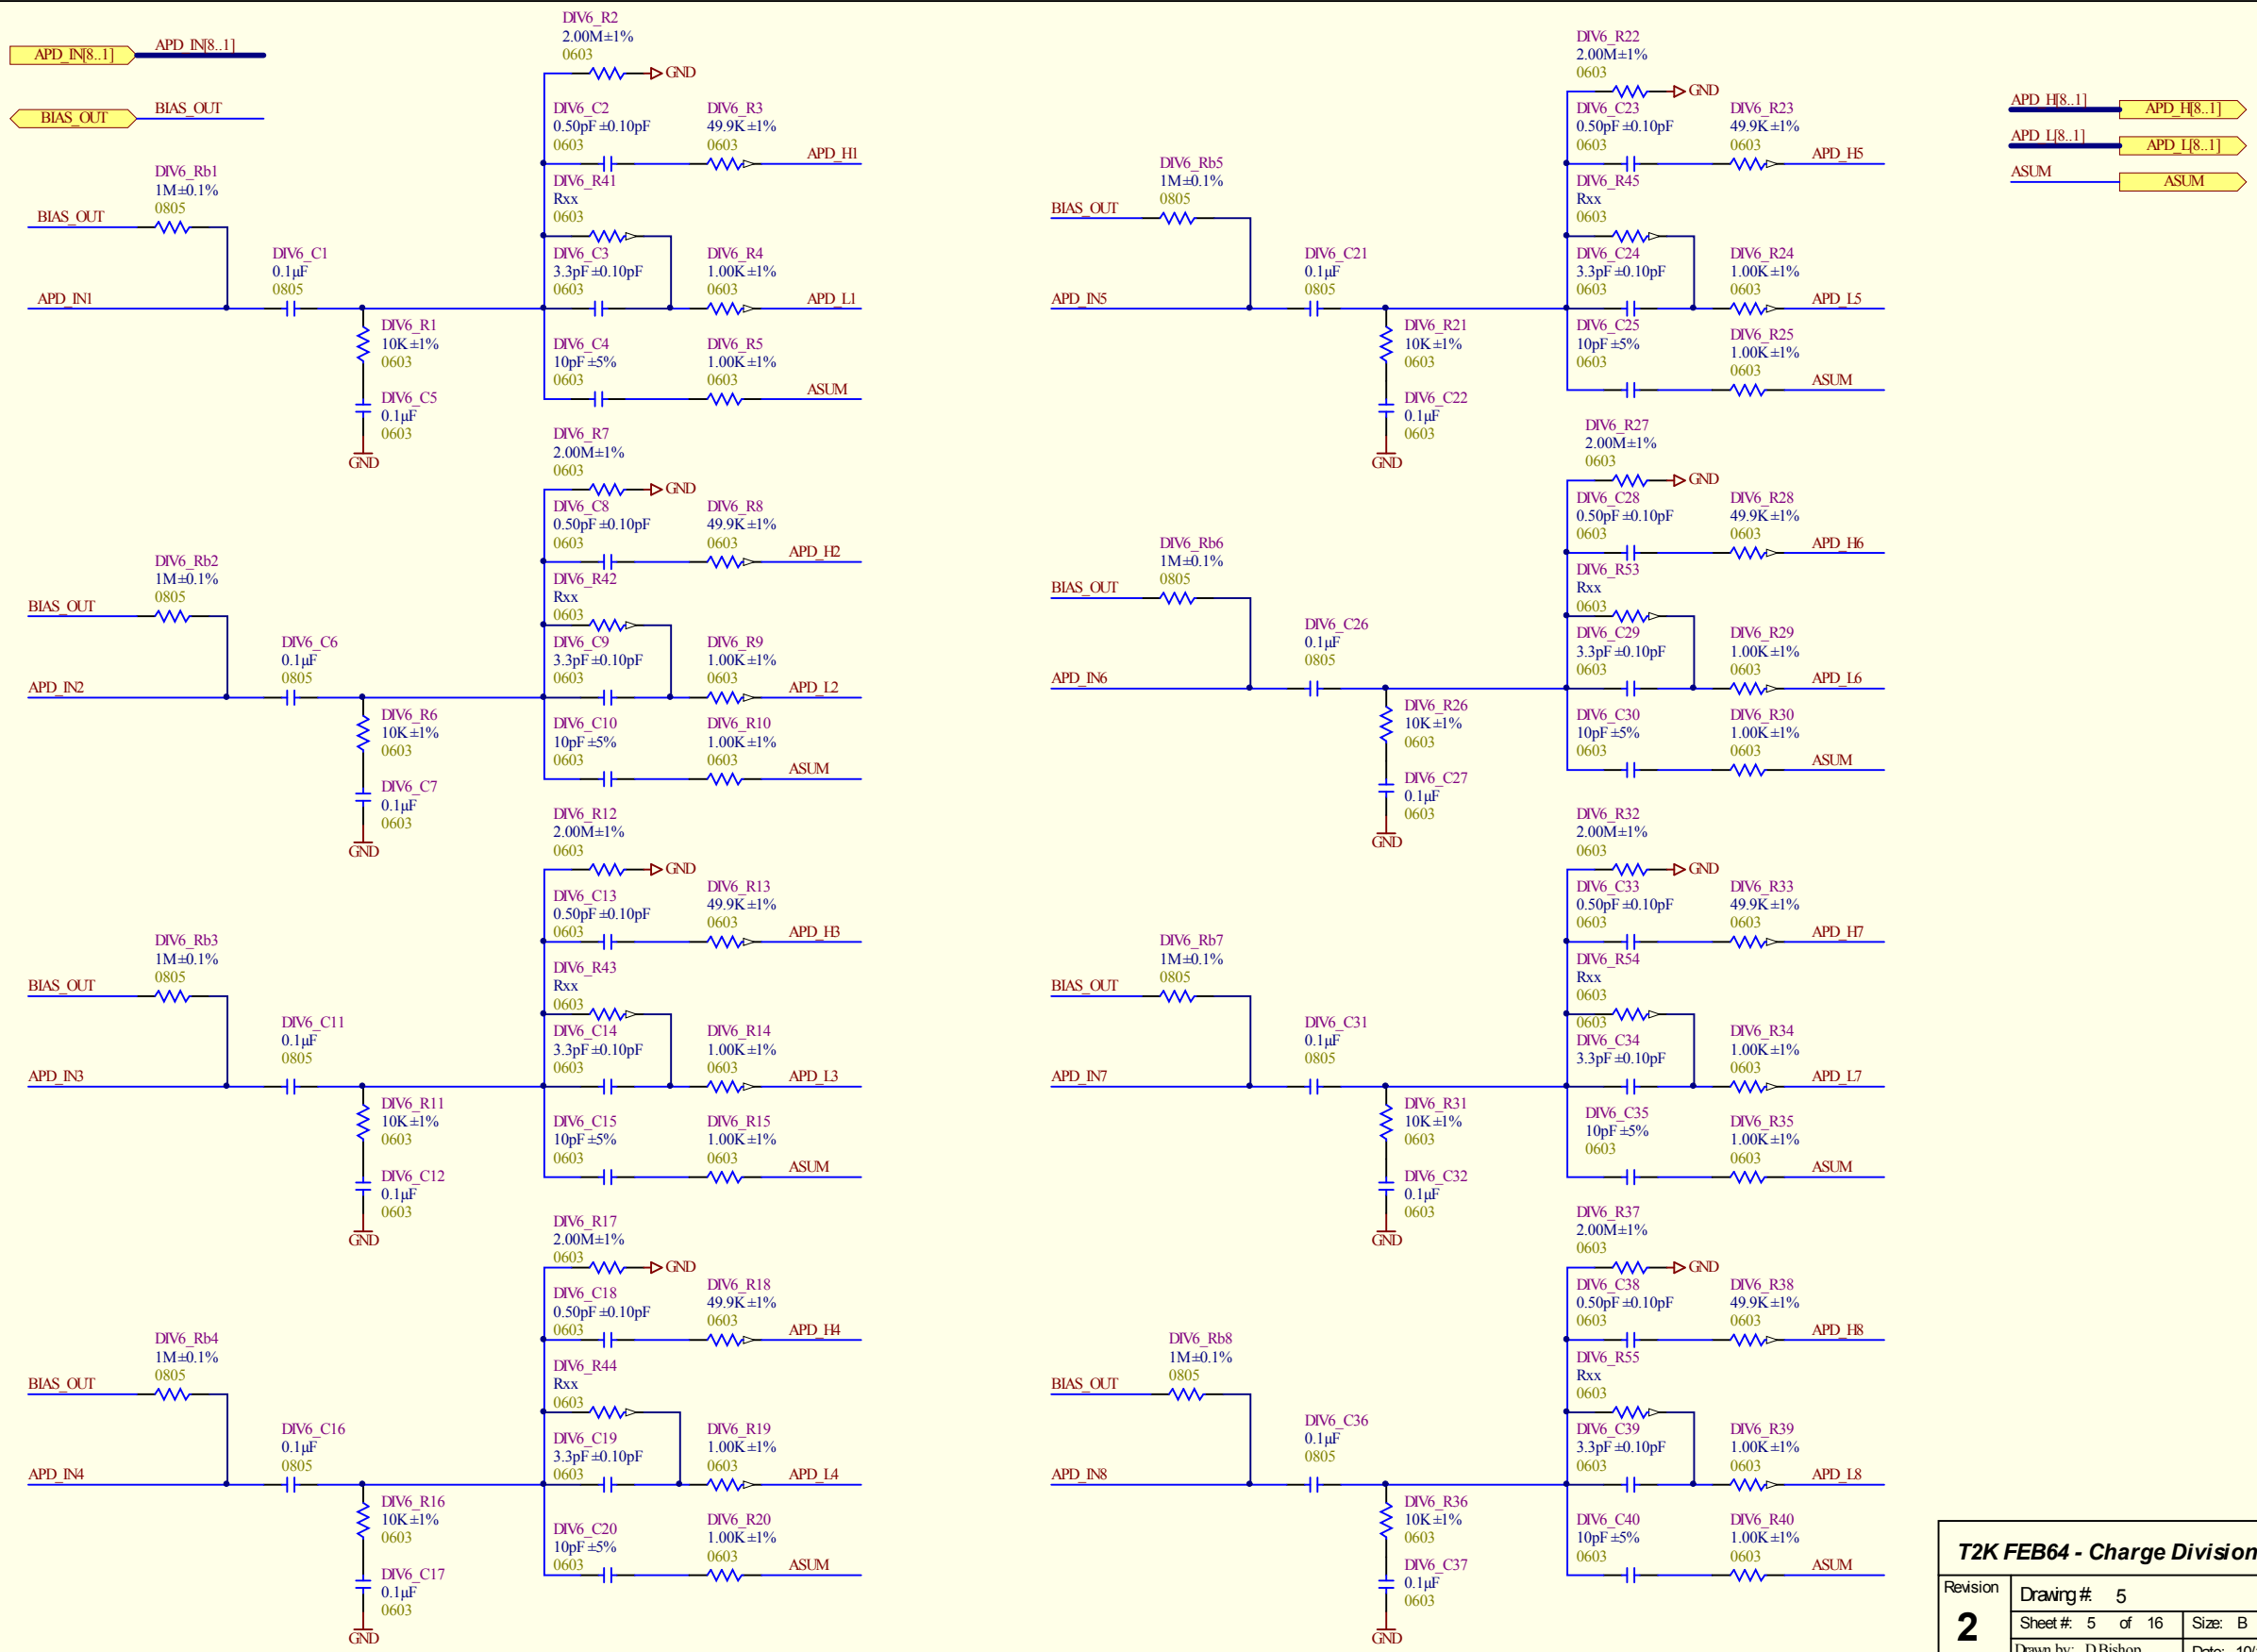 APD_IN[8..1]
APD_IN[8..1]
BIAS_OUT
BIAS_OUT
DIV6_R2
2.00M±1%
0603
GND
DIV6_C2
0.50pF±0.10pF
0603
DIV6_R3
49.9K±1%
0603
APD_H1
DIV6_Rb1
1M±0.1%
0805
BIAS_OUT
DIV6_R41
Rxx
0603
DIV6_C1
0.1µF
0805
APD_IN1
DIV6_C3
3.3pF±0.10pF
0603
DIV6_R4
1.00K±1%
0603
APD_L1
DIV6_R1
10K±1%
0603
DIV6_C4
10pF±5%
0603
DIV6_R5
1.00K±1%
0603
ASUM
DIV6_C5
0.1µF
0603
GND
DIV6_R7
2.00M±1%
0603
GND
DIV6_C8
0.50pF±0.10pF
0603
DIV6_R8
49.9K±1%
0603
APD_H2
DIV6_Rb2
1M±0.1%
0805
BIAS_OUT
DIV6_R42
Rxx
0603
DIV6_C6
0.1µF
0805
APD_IN2
DIV6_C9
3.3pF±0.10pF
0603
DIV6_R9
1.00K±1%
0603
APD_L2
DIV6_R6
10K±1%
0603
DIV6_C10
10pF±5%
0603
DIV6_R10
1.00K±1%
0603
ASUM
DIV6_C7
0.1µF
0603
GND
DIV6_R12
2.00M±1%
0603
GND
DIV6_C13
0.50pF±0.10pF
0603
DIV6_R13
49.9K±1%
0603
APD_H3
DIV6_Rb3
1M±0.1%
0805
BIAS_OUT
DIV6_R43
Rxx
0603
DIV6_C11
0.1µF
0805
APD_IN3
DIV6_C14
3.3pF±0.10pF
0603
DIV6_R14
1.00K±1%
0603
APD_L3
DIV6_R11
10K±1%
0603
DIV6_C15
10pF±5%
0603
DIV6_R15
1.00K±1%
0603
ASUM
DIV6_C12
0.1µF
0603
GND
DIV6_R17
2.00M±1%
0603
GND
DIV6_C18
0.50pF±0.10pF
0603
DIV6_R18
49.9K±1%
0603
APD_H4
DIV6_Rb4
1M±0.1%
0805
BIAS_OUT
DIV6_R44
Rxx
0603
DIV6_C16
0.1µF
0805
APD_IN4
DIV6_C19
3.3pF±0.10pF
0603
DIV6_R19
1.00K±1%
0603
APD_L4
DIV6_R16
10K±1%
0603
DIV6_C20
10pF±5%
0603
DIV6_R20
1.00K±1%
0603
ASUM
DIV6_C17
0.1µF
0603
GND
DIV6_R22
2.00M±1%
0603
GND
DIV6_C23
0.50pF±0.10pF
0603
DIV6_R23
49.9K±1%
0603
APD_H5
DIV6_Rb5
1M±0.1%
0805
BIAS_OUT
DIV6_R45
Rxx
0603
DIV6_C21
0.1µF
0805
APD_IN5
DIV6_C24
3.3pF±0.10pF
0603
DIV6_R24
1.00K±1%
0603
APD_L5
DIV6_R21
10K±1%
0603
DIV6_C25
10pF±5%
0603
DIV6_R25
1.00K±1%
0603
ASUM
DIV6_C22
0.1µF
0603
GND
DIV6_R27
2.00M±1%
0603
GND
DIV6_C28
0.50pF±0.10pF
0603
DIV6_R28
49.9K±1%
0603
APD_H6
DIV6_Rb6
1M±0.1%
0805
BIAS_OUT
DIV6_R53
Rxx
0603
DIV6_C26
0.1µF
0805
APD_IN6
DIV6_C29
3.3pF±0.10pF
0603
DIV6_R29
1.00K±1%
0603
APD_L6
DIV6_R26
10K±1%
0603
DIV6_C30
10pF±5%
0603
DIV6_R30
1.00K±1%
0603
ASUM
DIV6_C27
0.1µF
0603
GND
DIV6_R32
2.00M±1%
0603
GND
DIV6_C33
0.50pF±0.10pF
0603
DIV6_R33
49.9K±1%
0603
APD_H7
DIV6_Rb7
1M±0.1%
0805
BIAS_OUT
DIV6_R54
Rxx
0603
DIV6_C31
0.1µF
0805
APD_IN7
0603
DIV6_C34
3.3pF±0.10pF
DIV6_R34
1.00K±1%
0603
APD_L7
DIV6_R31
10K±1%
0603
DIV6_C35
10pF±5%
0603
DIV6_R35
1.00K±1%
0603
ASUM
DIV6_C32
0.1µF
0603
GND
DIV6_R37
2.00M±1%
0603
GND
DIV6_C38
0.50pF±0.10pF
0603
DIV6_R38
49.9K±1%
0603
APD_H8
DIV6_Rb8
1M±0.1%
0805
BIAS_OUT
DIV6_R55
Rxx
0603
DIV6_C36
0.1µF
0805
APD_IN8
DIV6_C39
3.3pF±0.10pF
0603
DIV6_R39
1.00K±1%
0603
APD_L8
DIV6_R36
10K±1%
0603
DIV6_C40
10pF±5%
0603
DIV6_R40
1.00K±1%
0603
ASUM
DIV6_C37
0.1µF
0603
GND
APD_H[8..1]
APD_H[8..1]
APD_L[8..1]
APD_L[8..1]
ASUM
ASUM
T2K FEB64 - Charge Division
Revision
2
Drawing #: 5
Sheet #: 5 of 16
Size: B
Drawn by: D.Bishop
Date: 10/